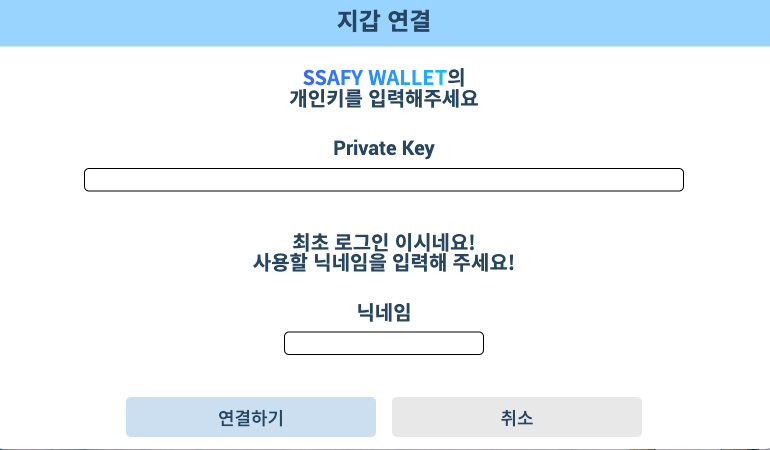 지갑 연결
SSAFY WALLET의
개인키를 입력해주세요
Private Key
최초 로그인 이시네요!
사용할 닉네임을 입력해 주세요!
닉네임
연결하기
취소